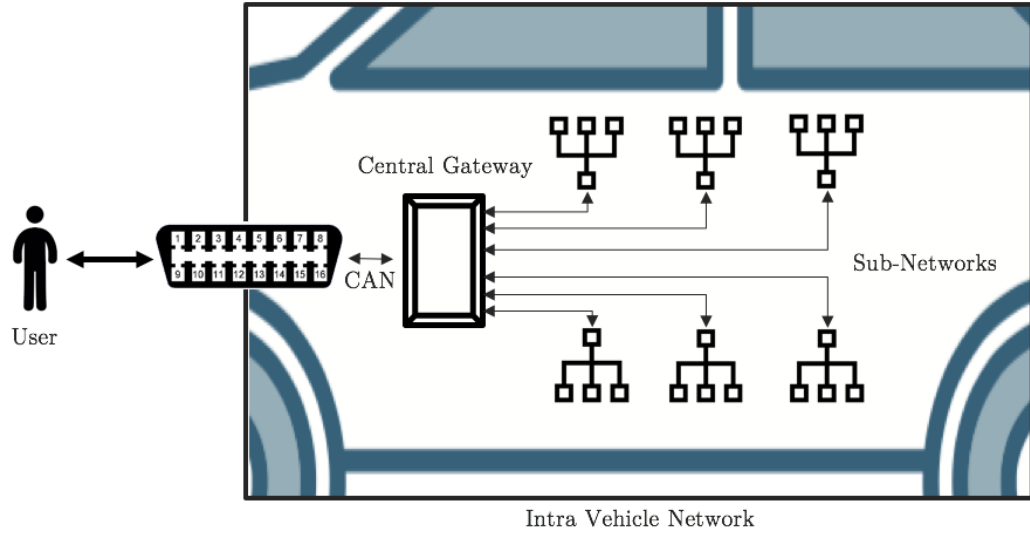 Central Gateway
1 2 3 4 5 6 7 8
9 10 11 12 13 14 15 16
CAN
Sub-Networks
User
Intra Vehicle Network